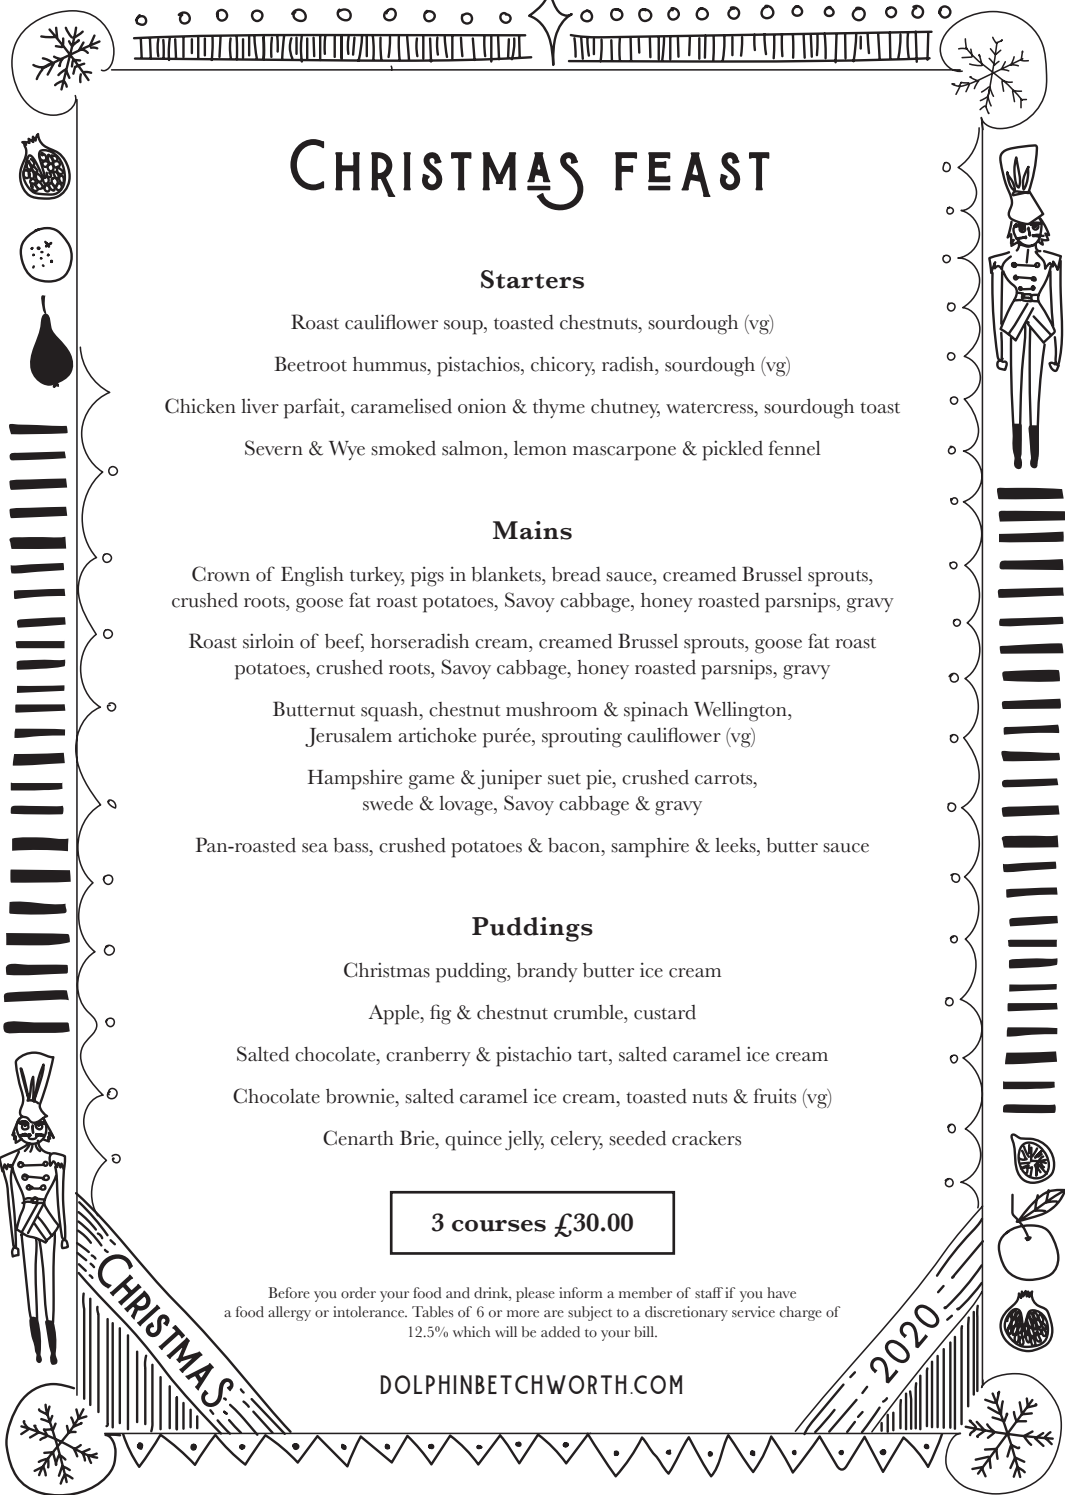 Christmas feast
Starters
Roast cauliflower soup, toasted chestnuts, sourdough (vg)
Beetroot hummus, pistachios, chicory, radish, sourdough (vg)
Chicken liver parfait, caramelised onion & thyme chutney, watercress, sourdough toast
Severn & Wye smoked salmon, lemon mascarpone & pickled fennel
Mains
Crown of English turkey, pigs in blankets, bread sauce, creamed Brussel sprouts,
crushed roots, goose fat roast potatoes, Savoy cabbage, honey roasted parsnips, gravy
Roast sirloin of beef, horseradish cream, creamed Brussel sprouts, goose fat roast
potatoes, crushed roots, Savoy cabbage, honey roasted parsnips, gravy
Butternut squash, chestnut mushroom & spinach Wellington,
Jerusalem artichoke purée, sprouting cauliflower (vg)
Hampshire game & juniper suet pie, crushed carrots,
swede & lovage, Savoy cabbage & gravy
Pan-roasted sea bass, crushed potatoes & bacon, samphire & leeks, butter sauce
Puddings
Christmas pudding, brandy butter ice cream
Apple, fig & chestnut crumble, custard
Salted chocolate, cranberry & pistachio tart, salted caramel ice cream
Chocolate brownie, salted caramel ice cream, toasted nuts & fruits (vg)
Cenarth Brie, quince jelly, celery, seeded crackers
3 courses £30.00
Before you order your food and drink, please inform a member of staff if you have
a food allergy or intolerance. Tables of 6 or more are subject to a discretionary service charge of
12.5% which will be added to your bill.
DOLPHINBETCHWORTH.COM
Christmas
2020